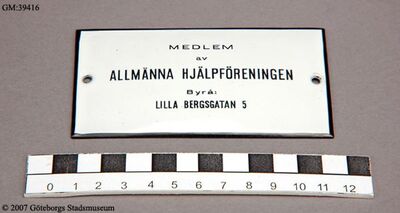 GM:39416
MEDLEM
av
ALLMÄNNA HJÄLPFÖRENINGEN
Byrå:
LILLA BERGSGATAN 5
0 1 2 3 4 5 6 7 8 9 10 11 12
© 2007 Göteborgs Stadsmuseum